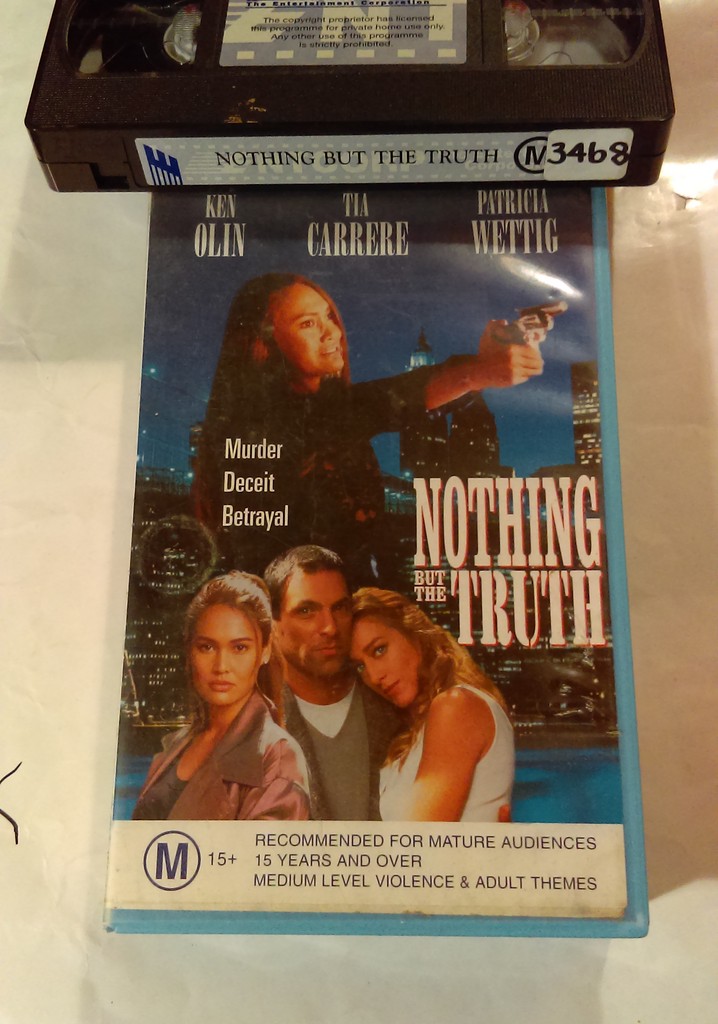 The Entertainment Corporation
The copyright proprietor has licensed
this programme for private home use only.
Any other use of this programme
is strictly prohibited.
NOTHING BUT THE TRUTH M 3468
KEN OLIN
TIA CARRERE
PATRICIA WETTIG
Murder
Deceit
Betrayal
NOTHING
BUT THE TRUTH
M 15+
RECOMMENDED FOR MATURE AUDIENCES
15 YEARS AND OVER
MEDIUM LEVEL VIOLENCE & ADULT THEMES